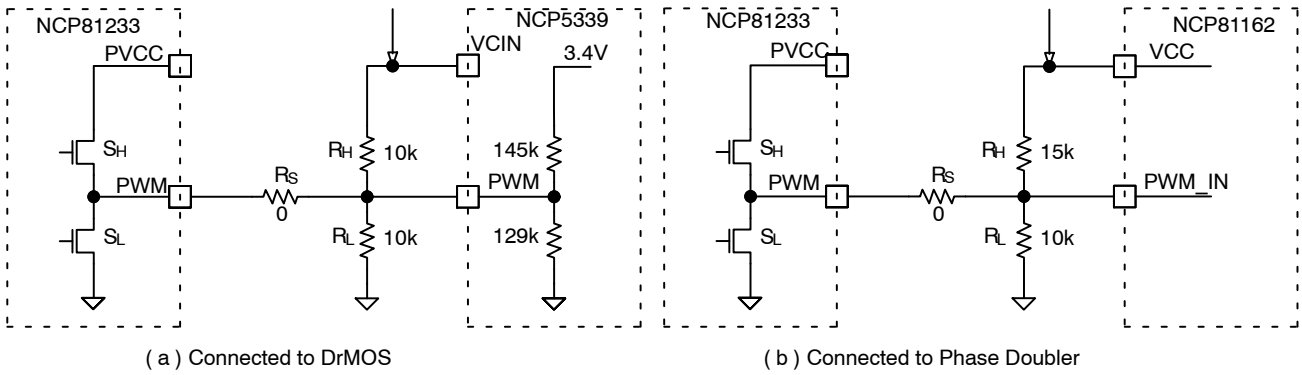 NCP81233
PVCC
SH
PWM
SL
RS
0
RH
10k
RL
10k
VCIN
NCP5339
3.4V
145k
PWM
129k
( a ) Connected to DrMOS
NCP81233
PVCC
SH
PWM
SL
RS
0
RH
15k
RL
10k
NCP81162
VCC
PWM_IN
( b ) Connected to Phase Doubler